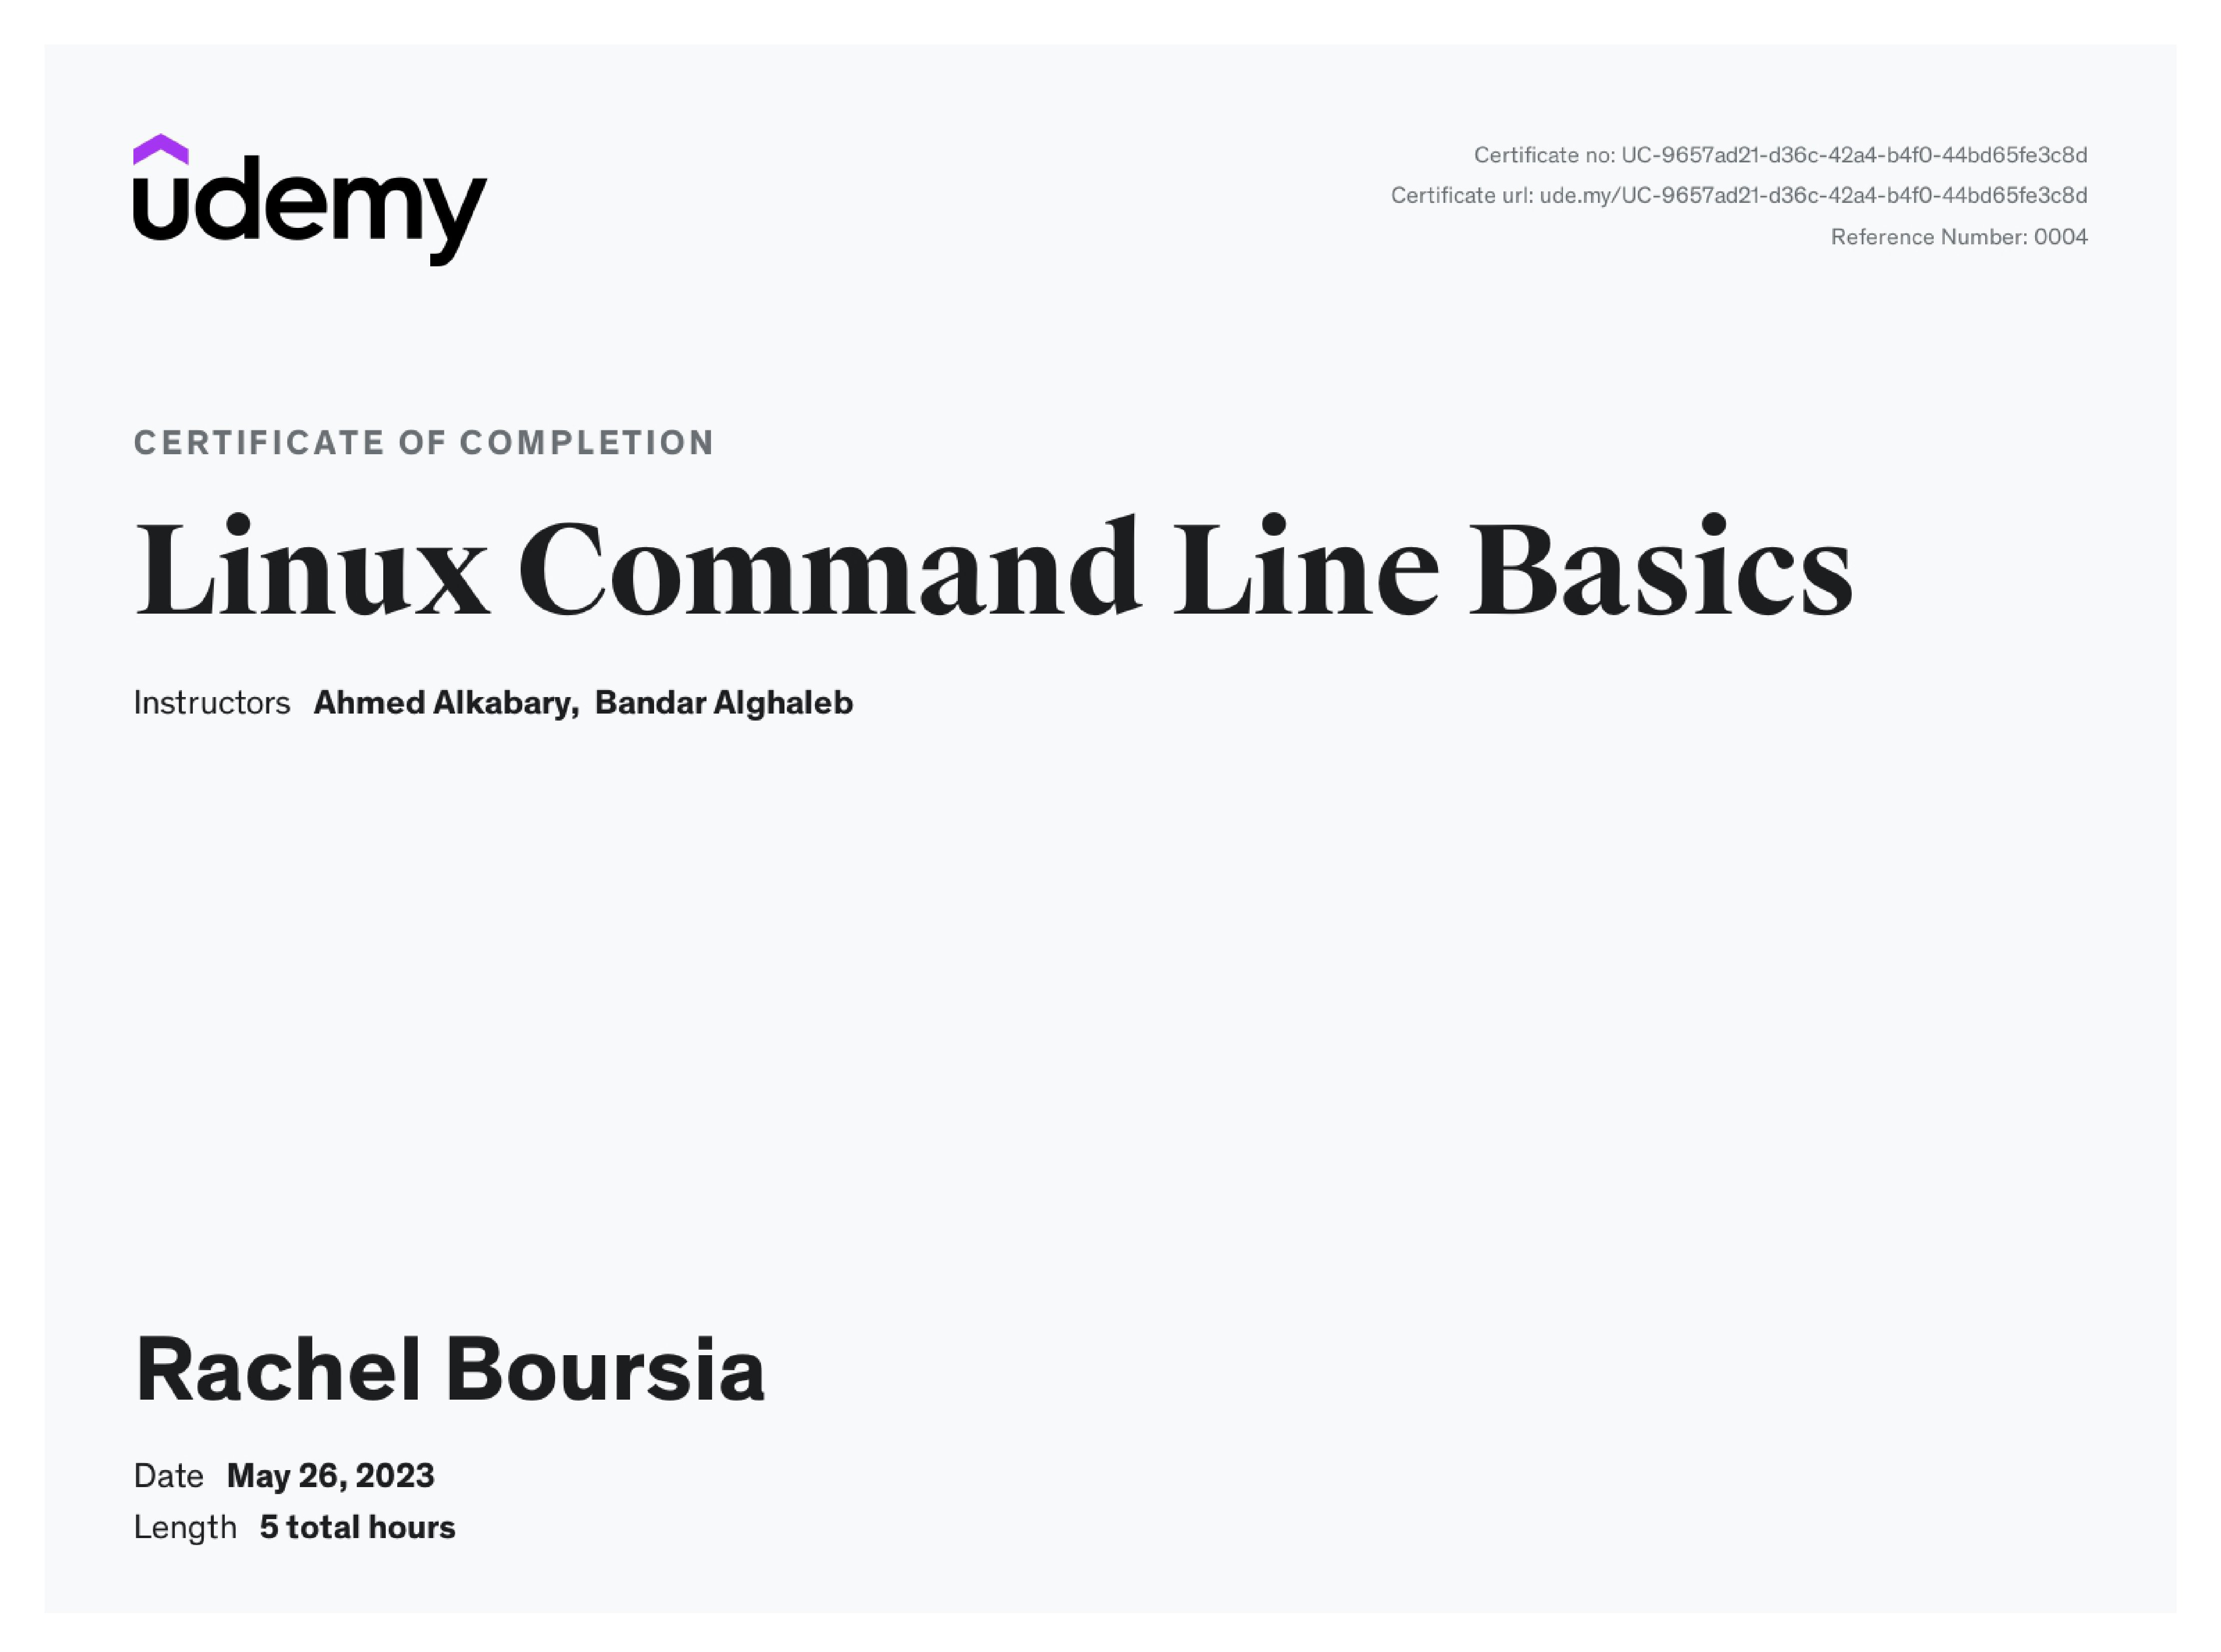 udemy
Certificate no: UC-9657ad21-d36c-42a4-b4f0-44bd65fe3c8d
Certificate url: ude.my/UC-9657ad21-d36c-42a4-b4f0-44bd65fe3c8d
Reference Number: 0004
CERTIFICATE OF COMPLETION
Linux Command Line Basics
Instructors Ahmed Alkabary, Bandar Alghaleb
Rachel Boursia
Date May 26, 2023
Length 5 total hours